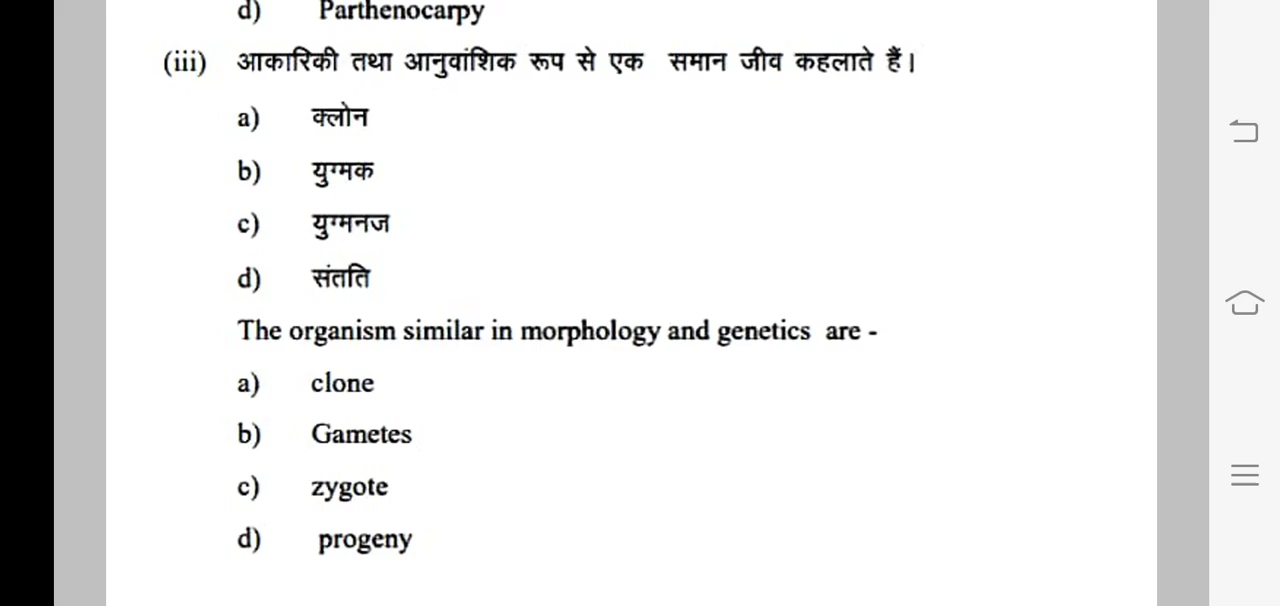 d) Parthenocarpy
(iii) आकारिकी तथा आनुवांशिक रूप से एक समान जीव कहलाते हैं।
a) क्लोन
b) युग्मक
c) युग्मनज
d) संतति
The organism similar in morphology and genetics are -
a) clone
b) Gametes
c) zygote
d) progeny